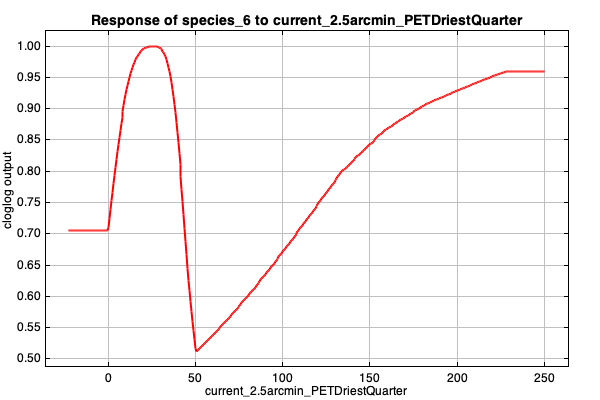 Response of species_6 to current_2.5arcmin_PETDriestQuarter
1.00
0.95
0.90
0.85
0.80
0.75
0.70
0.65
0.60
0.55
0.50
cloglog output
0 50 100 150 200 250
current_2.5arcmin_PETDriestQuarter